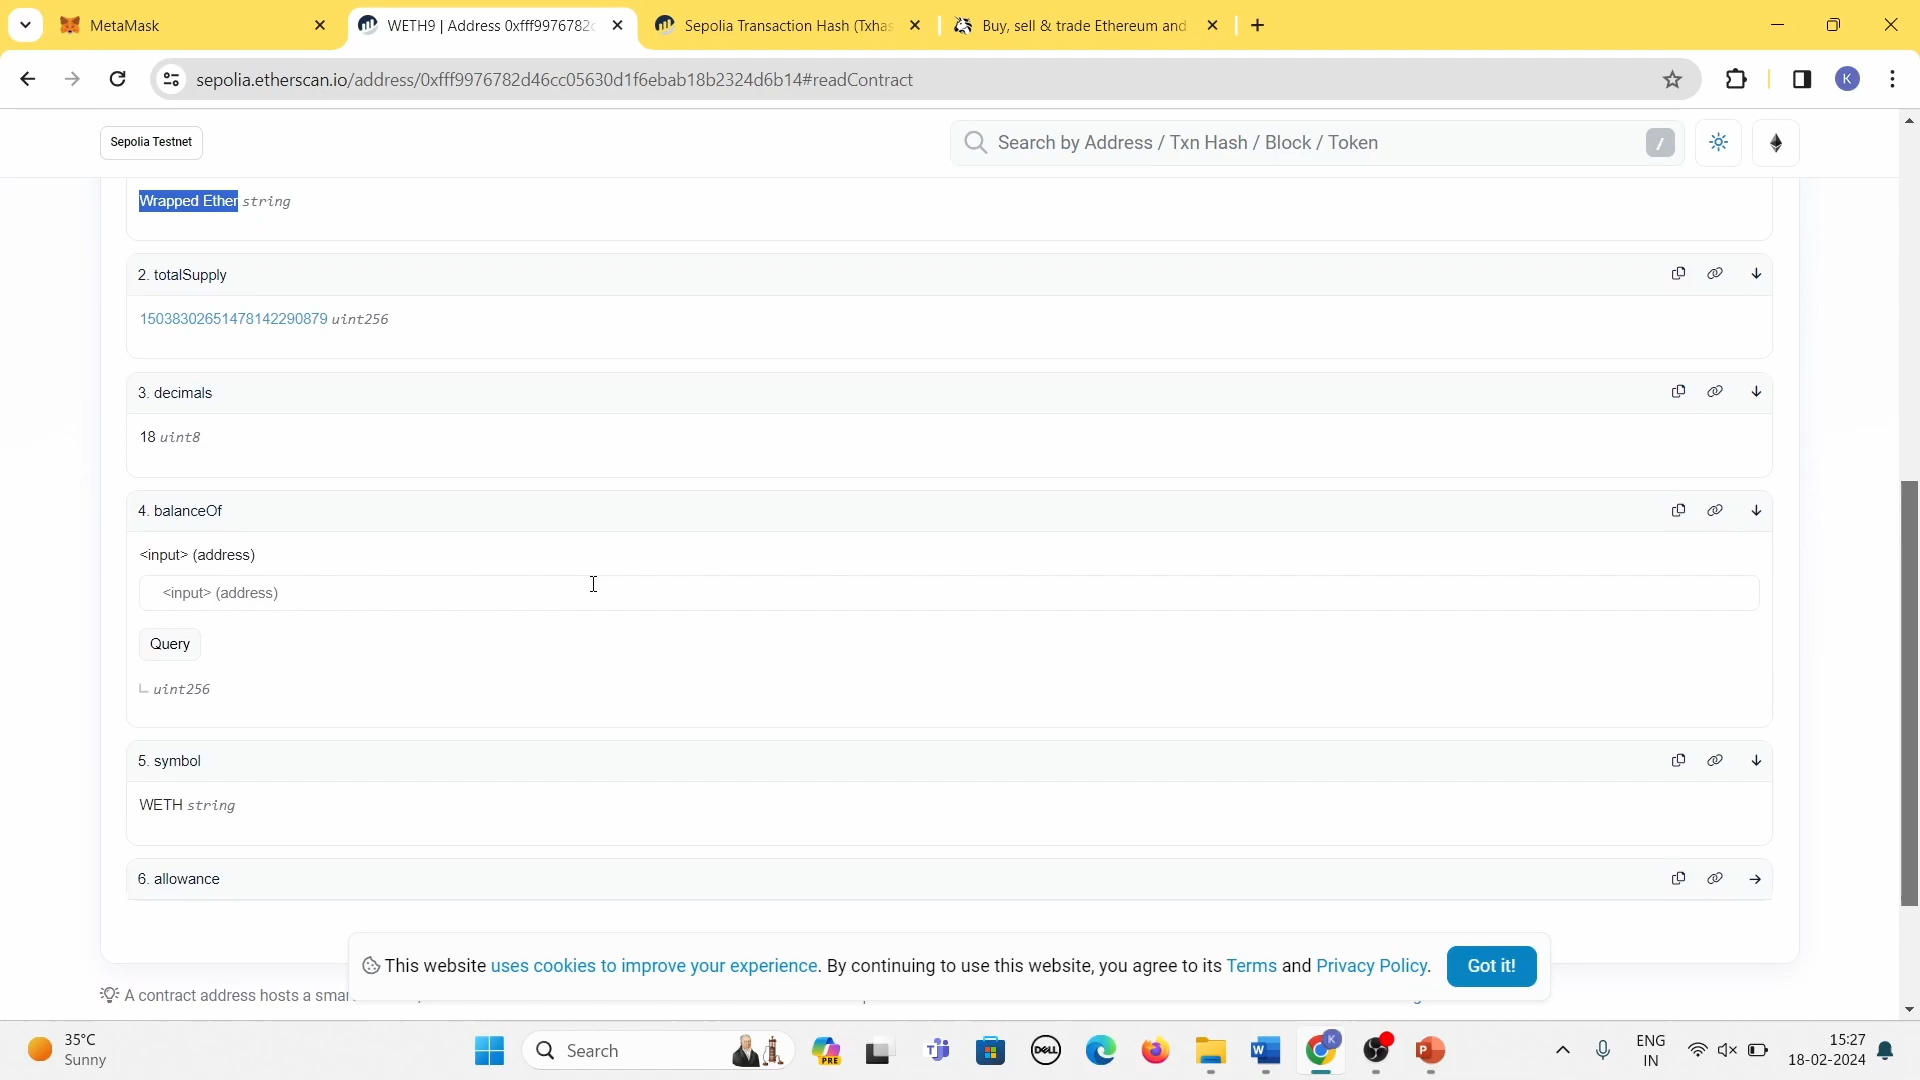 MetaMask
WETH9 | Address 0xfff9976782
Sepolia Transaction Hash (Txhas
Buy, sell & trade Ethereum and
sepolia.etherscan.io/address/0xfff9976782d46cc05630d1f6ebab18b2324d6b14#readContract
K
Sepolia Testnet
Search by Address / Txn Hash / Block / Token
/
Wrapped Ether string
2. totalSupply
15038302651478142290879 uint256
3. decimals
18 uint8
4. balanceOf
<input> (address)
<input> (address)
Query
uint256
5. symbol
WETH string
6. allowance
This website uses cookies to improve your experience. By continuing to use this website, you agree to its Terms and Privacy Policy.
Got it!
A contract address hosts a smar
35°C
Sunny
Search
PRE
DELL
K
ENG
IN
15:27
18-02-2024